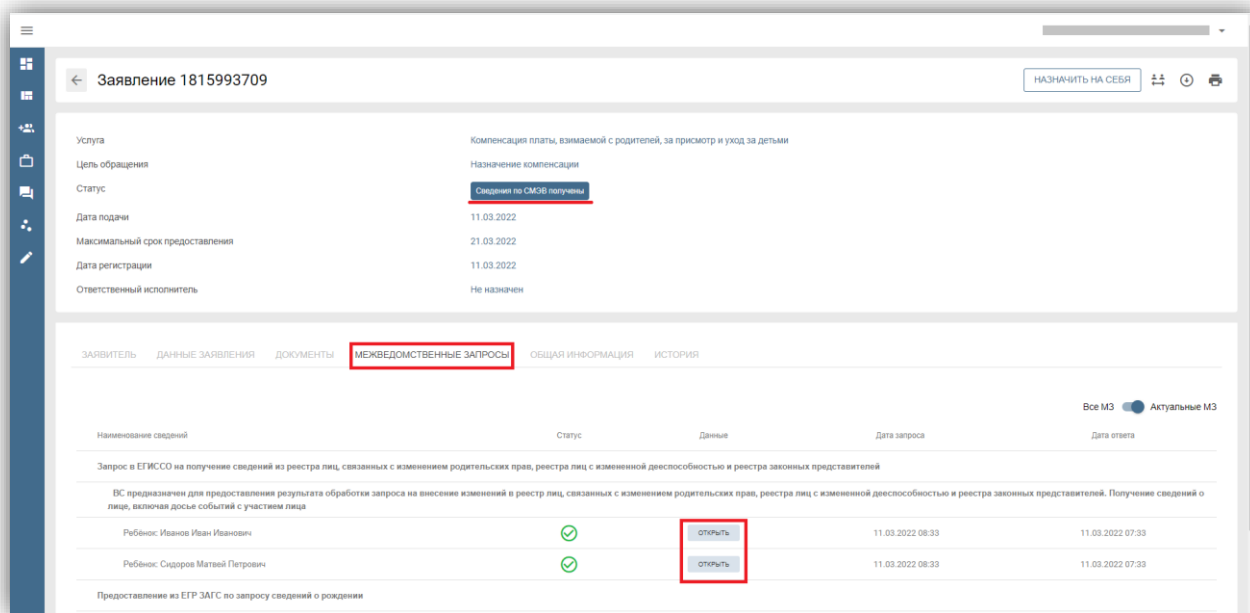 Заявление 1815993709
НАЗНАЧИТЬ НА СЕБЯ
Услуга
Компенсация платы, взимаемой с родителей, за присмотр и уход за детьми
Цель обращения
Назначение компенсации
Статус
Сведения по СМЭВ получены
Дата подачи
11.03.2022
Максимальный срок предоставления
21.03.2022
Дата регистрации
11.03.2022
Ответственный исполнитель
Не назначен
ЗАЯВИТЕЛЬ ДАННЫЕ ЗАЯВЛЕНИЯ ДОКУМЕНТЫ МЕЖВЕДОМСТВЕННЫЕ ЗАПРОСЫ ОБЩАЯ ИНФОРМАЦИЯ ИСТОРИЯ
Все МЗ Актуальные МЗ
Наименование сведений Статус Данные Дата запроса Дата ответа
Запрос в ЕГИССО на получение сведений из реестра лиц, связанных с изменением родительских прав, реестра лиц с измененной дееспособностью и реестра законных представителей
ВС предназначен для предоставления результата обработки запроса на внесение изменений в реестр лиц, связанных с изменением родительских прав, реестра лиц с измененной дееспособностью и реестра законных представителей. Получение сведений о
лице, включая досье событий с участием лица
Ребёнок: Иванов Иван Иванович ОТКРЫТЬ 11.03.2022 08:33 11.03.2022 07:33
Ребёнок: Сидоров Матвей Петрович ОТКРЫТЬ 11.03.2022 08:33 11.03.2022 07:33
Предоставление из ЕГР ЗАГС по запросу сведений о рождении